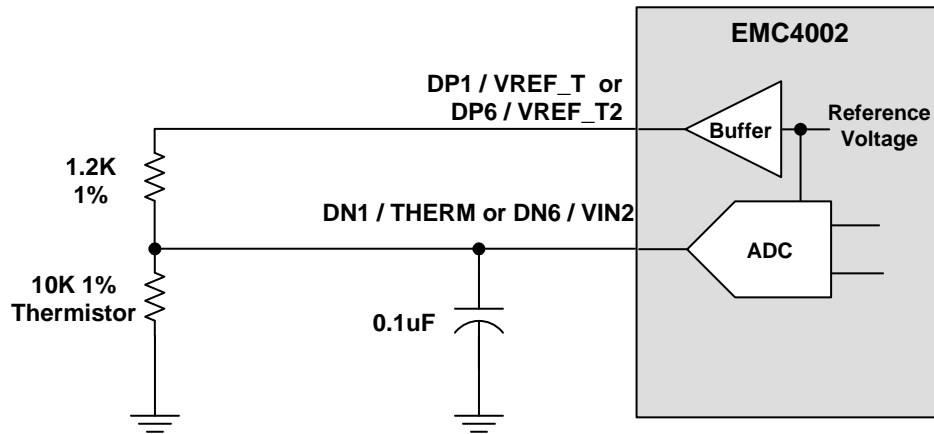 EMC4002
DP1 / VREF_T or
DP6 / VREF_T2
Buffer
Reference
Voltage
1.2K
1%
DN1 / THERM or DN6 / VIN2
ADC
10K 1%
Thermistor
0.1uF